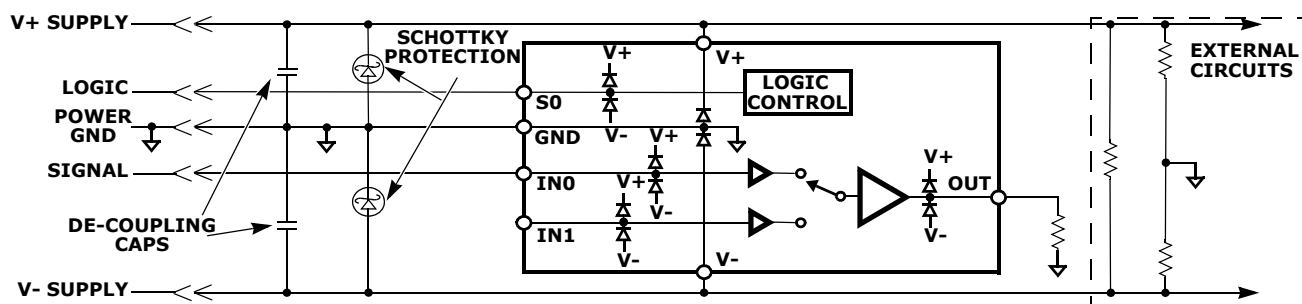 V+ SUPPLY
LOGIC
POWER
GND
SIGNAL
DE-COUPLING
CAPS
V- SUPPLY
SCHOTTKY
PROTECTION
V+
V+
S0
LOGIC
CONTROL
V-
GND
V+
IN0
V+
V-
IN1
V-
V+
OUT
V-
V-
EXTERNAL
CIRCUITS